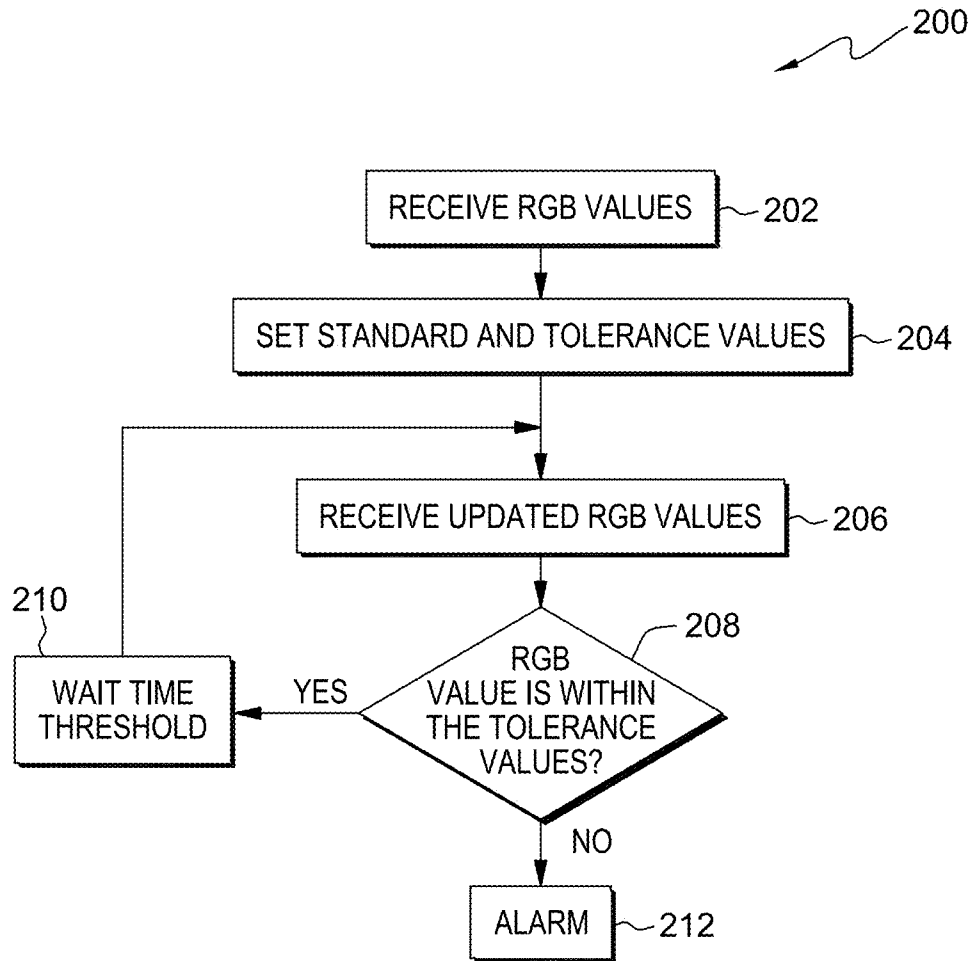 200
RECEIVE RGB VALUES
202
SET STANDARD AND TOLERANCE VALUES
204
RECEIVE UPDATED RGB VALUES
206
210
208
WAIT TIME
THRESHOLD
YES
RGB
VALUE IS WITHIN
THE TOLERANCE
VALUES?
NO
ALARM
212